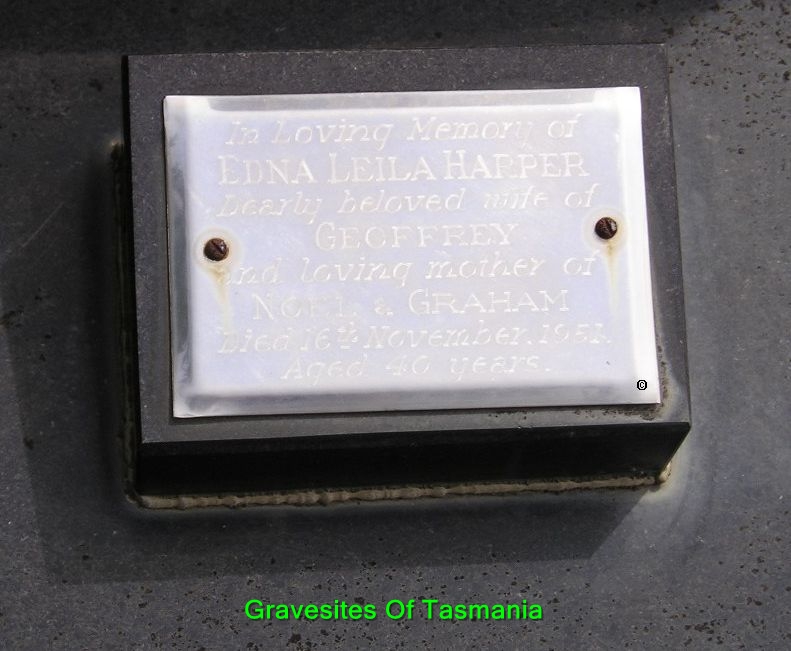 In Loving Memory of
EDNA LEILA HARPER
Dearly beloved wife of
GEOFFREY
and loving mother of
NOEL & GRAHAM
Died 16th November. 1951.
Aged 40 years.
©
Gravesites Of Tasmania